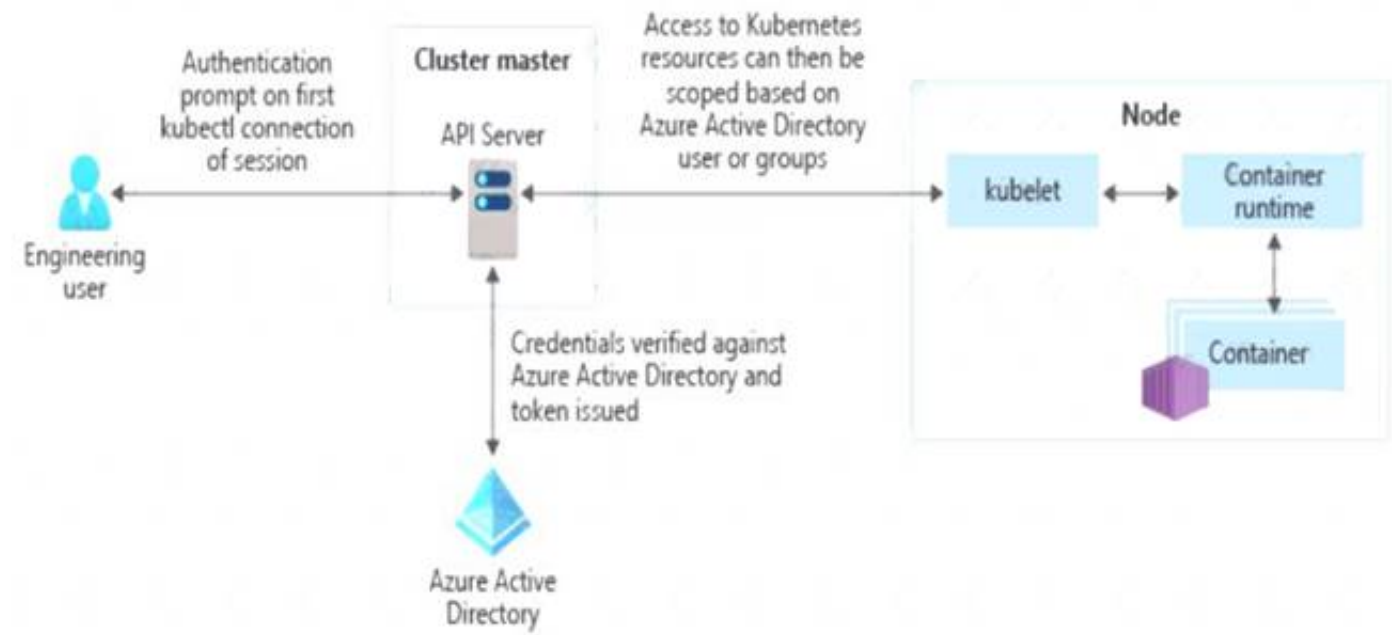 Authentication
prompt on first
kubectl connection
of session
Engineering
user
Cluster master
API Server
Access to Kubernetes
resources can then be
scoped based on
Azure Active Directory
user or groups
Credentials verified against
Azure Active Directory and
token issued
Azure Active
Directory
Node
kubelet
Container
runtime
Container